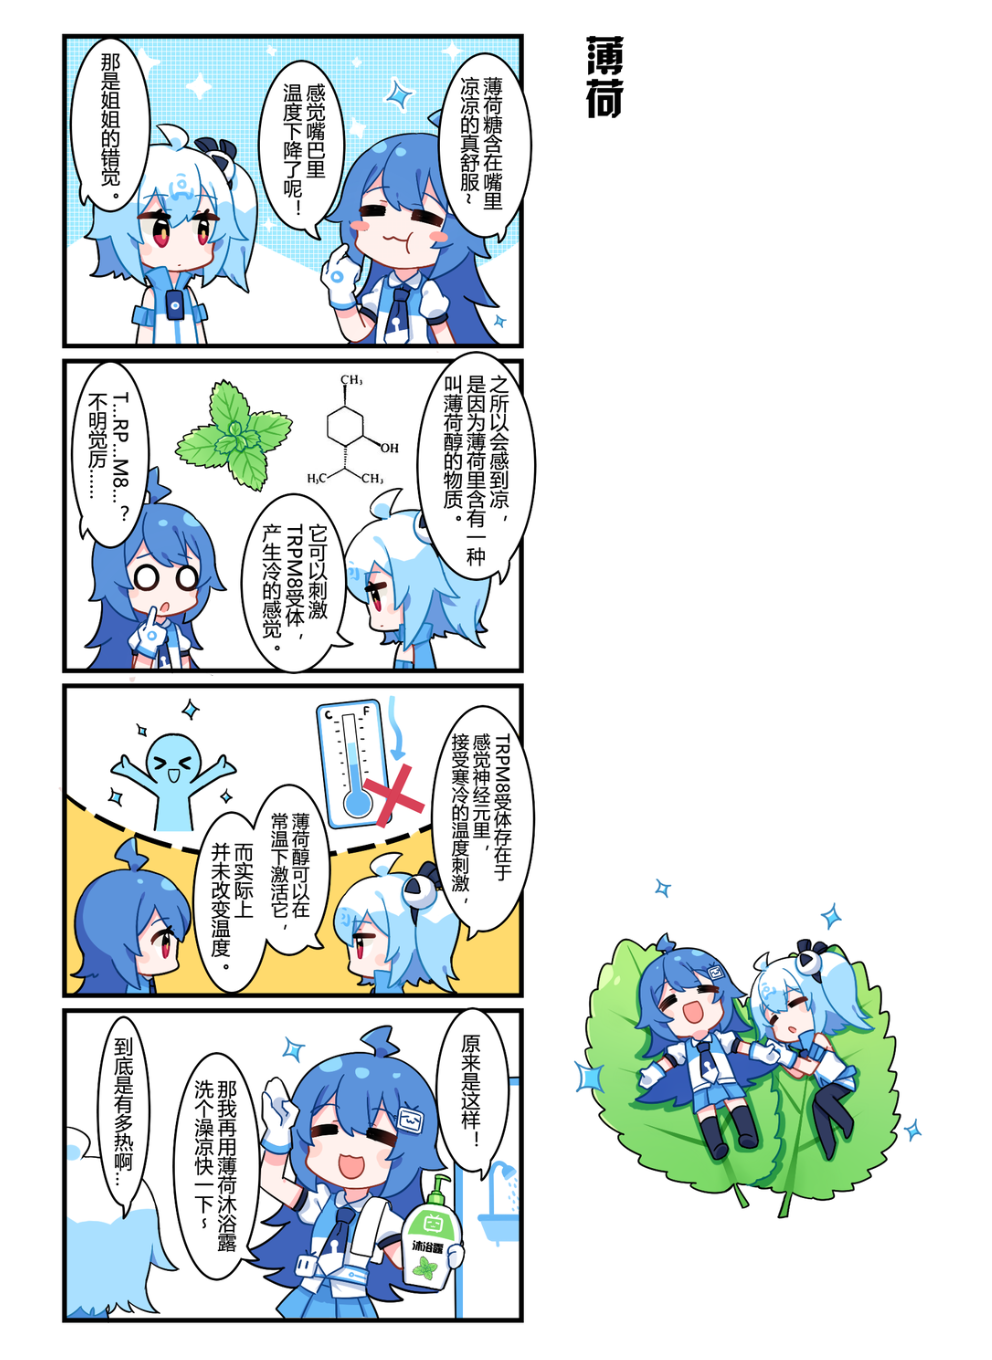 薄荷
薄荷糖含在嘴里
凉凉的真舒服~
感觉嘴巴里
温度下降了呢！
那是姐姐的错觉。
之所以会感到凉，
是因为薄荷里含有一种
叫薄荷醇的物质。
CH₃
OH
H₃C
CH₃
它可以刺激
TRPM8受体，
产生冷的感觉。
T...RP...M8...？
不明觉厉……
TRPM8受体存在于
感觉神经元里，
接受寒冷的温度刺激，
C
F
薄荷醇可以在
常温下激活它，
而实际上
并未改变温度。
原来是这样！
那我再用薄荷沐浴露
洗个澡凉快一下~
沐浴露
到底是有多热啊...